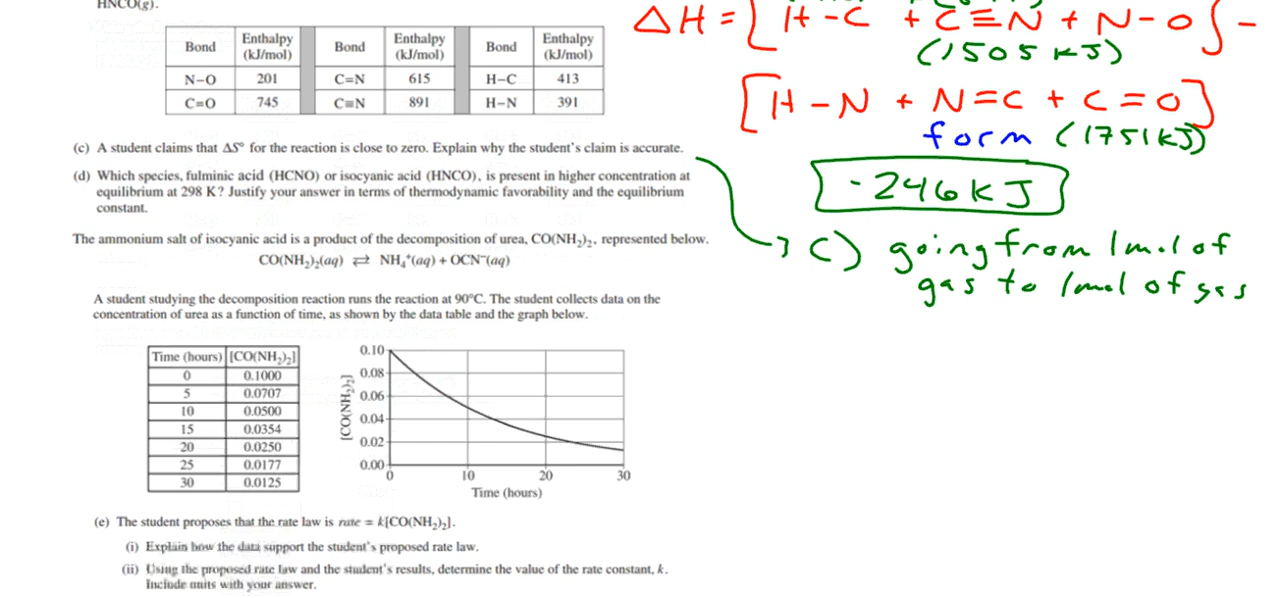 HNCO(g).
ΔH = [H-C + C≡N + N-O] -
(1505 kJ)
[H-N + N=C + C=O]
form (1751kJ)
-246 kJ
Bond Enthalpy (kJ/mol) Bond Enthalpy (kJ/mol) Bond Enthalpy (kJ/mol)
N−O 201 C=N 615 H−C 413
C=O 745 C≡N 891 H−N 391
(c) A student claims that ΔS° for the reaction is close to zero. Explain why the student's claim is accurate.
(d) Which species, fulminic acid (HCNO) or isocyanic acid (HNCO), is present in higher concentration at
equilibrium at 298 K? Justify your answer in terms of thermodynamic favorability and the equilibrium
constant.
c) going from 1mol of
gas to 1mol of gas
The ammonium salt of isocyanic acid is a product of the decomposition of urea, CO(NH₂)₂, represented below.
CO(NH₂)₂(aq) ⇄ NH₄⁺(aq) + OCN⁻(aq)
A student studying the decomposition reaction runs the reaction at 90°C. The student collects data on the
concentration of urea as a function of time, as shown by the data table and the graph below.
Time (hours) [CO(NH₂)₂]
0 0.1000
5 0.0707
10 0.0500
15 0.0354
20 0.0250
25 0.0177
30 0.0125
[CO(NH₂)₂]
0.10
0.08
0.06
0.04
0.02
0.00
0 10 20 30
Time (hours)
(e) The student proposes that the rate law is rate = k[CO(NH₂)₂].
(i) Explain how the data support the student's proposed rate law.
(ii) Using the proposed rate law and the student's results, determine the value of the rate constant, k.
Include units with your answer.